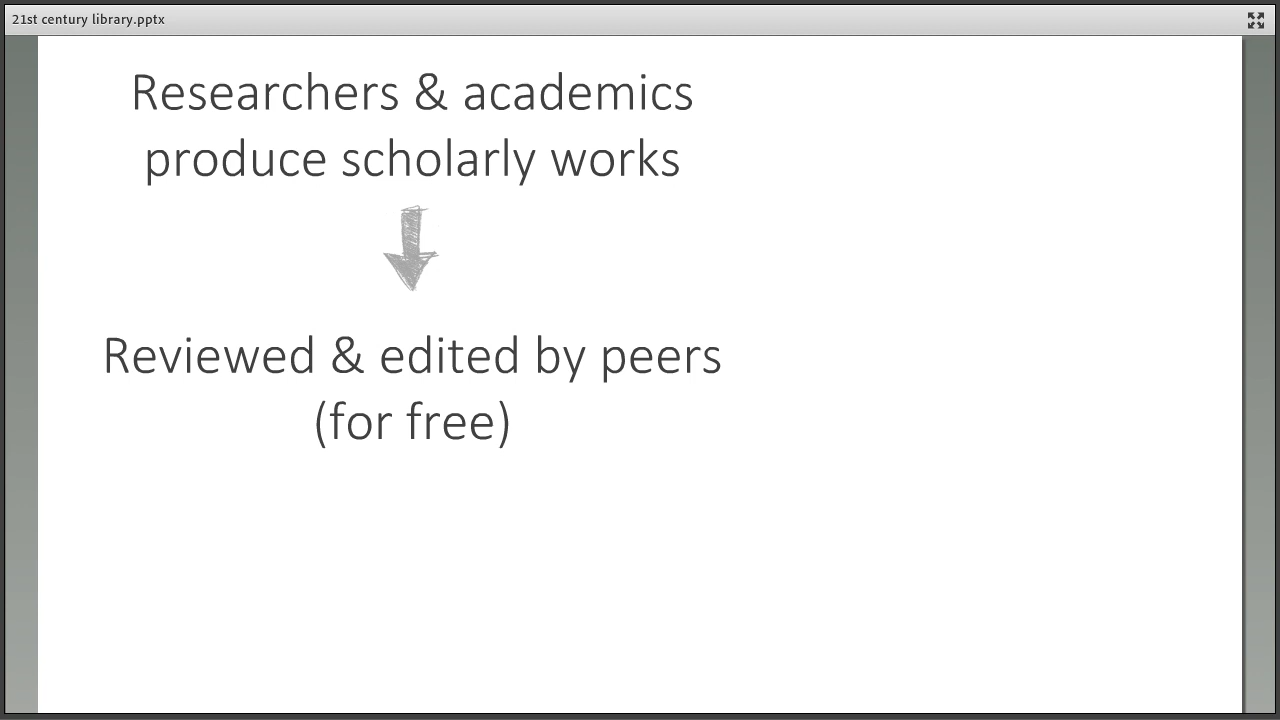 21st century library.pptx
Researchers & academics
produce scholarly works
Reviewed & edited by peers
(for free)